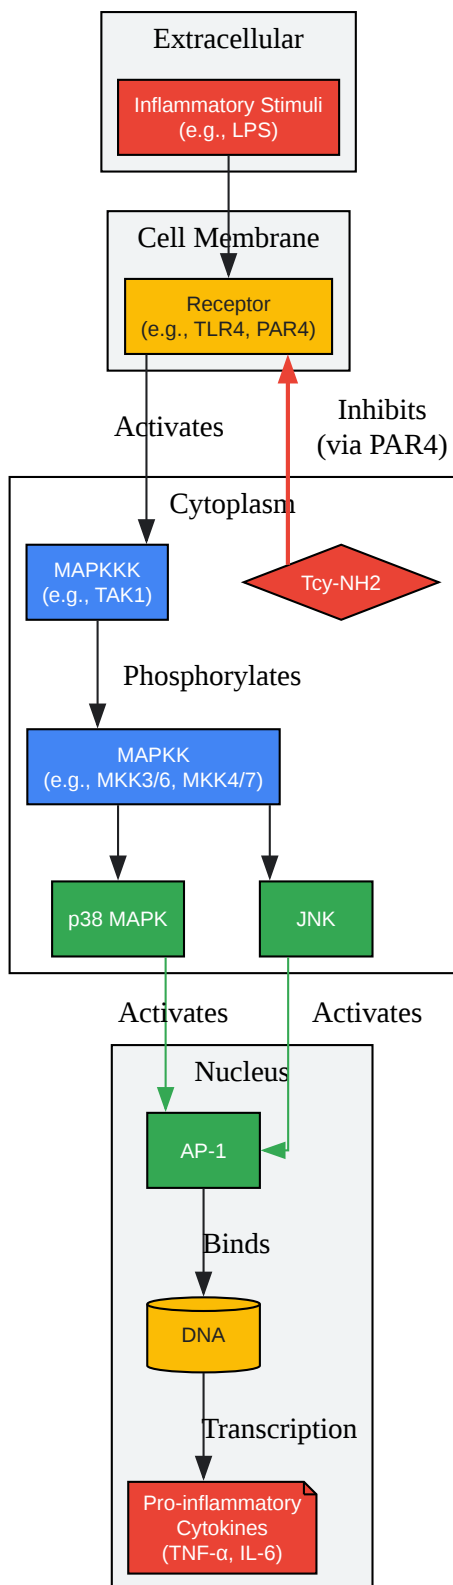 Extracellular
Inflammatory Stimuli
(e.g., LPS)
Cell Membrane
Receptor
(e.g., TLR4, PAR4)
Activates
Inhibits
(via PAR4)
Cytoplasm
MAPKKK
(e.g., TAK1)
Tcy-NH2
Phosphorylates
MAPKK
(e.g., MKK3/6, MKK4/7)
p38 MAPK
JNK
Activates
Activates
Nucleus
AP-1
Binds
DNA
Transcription
Pro-inflammatory
Cytokines
(TNF-α, IL-6)